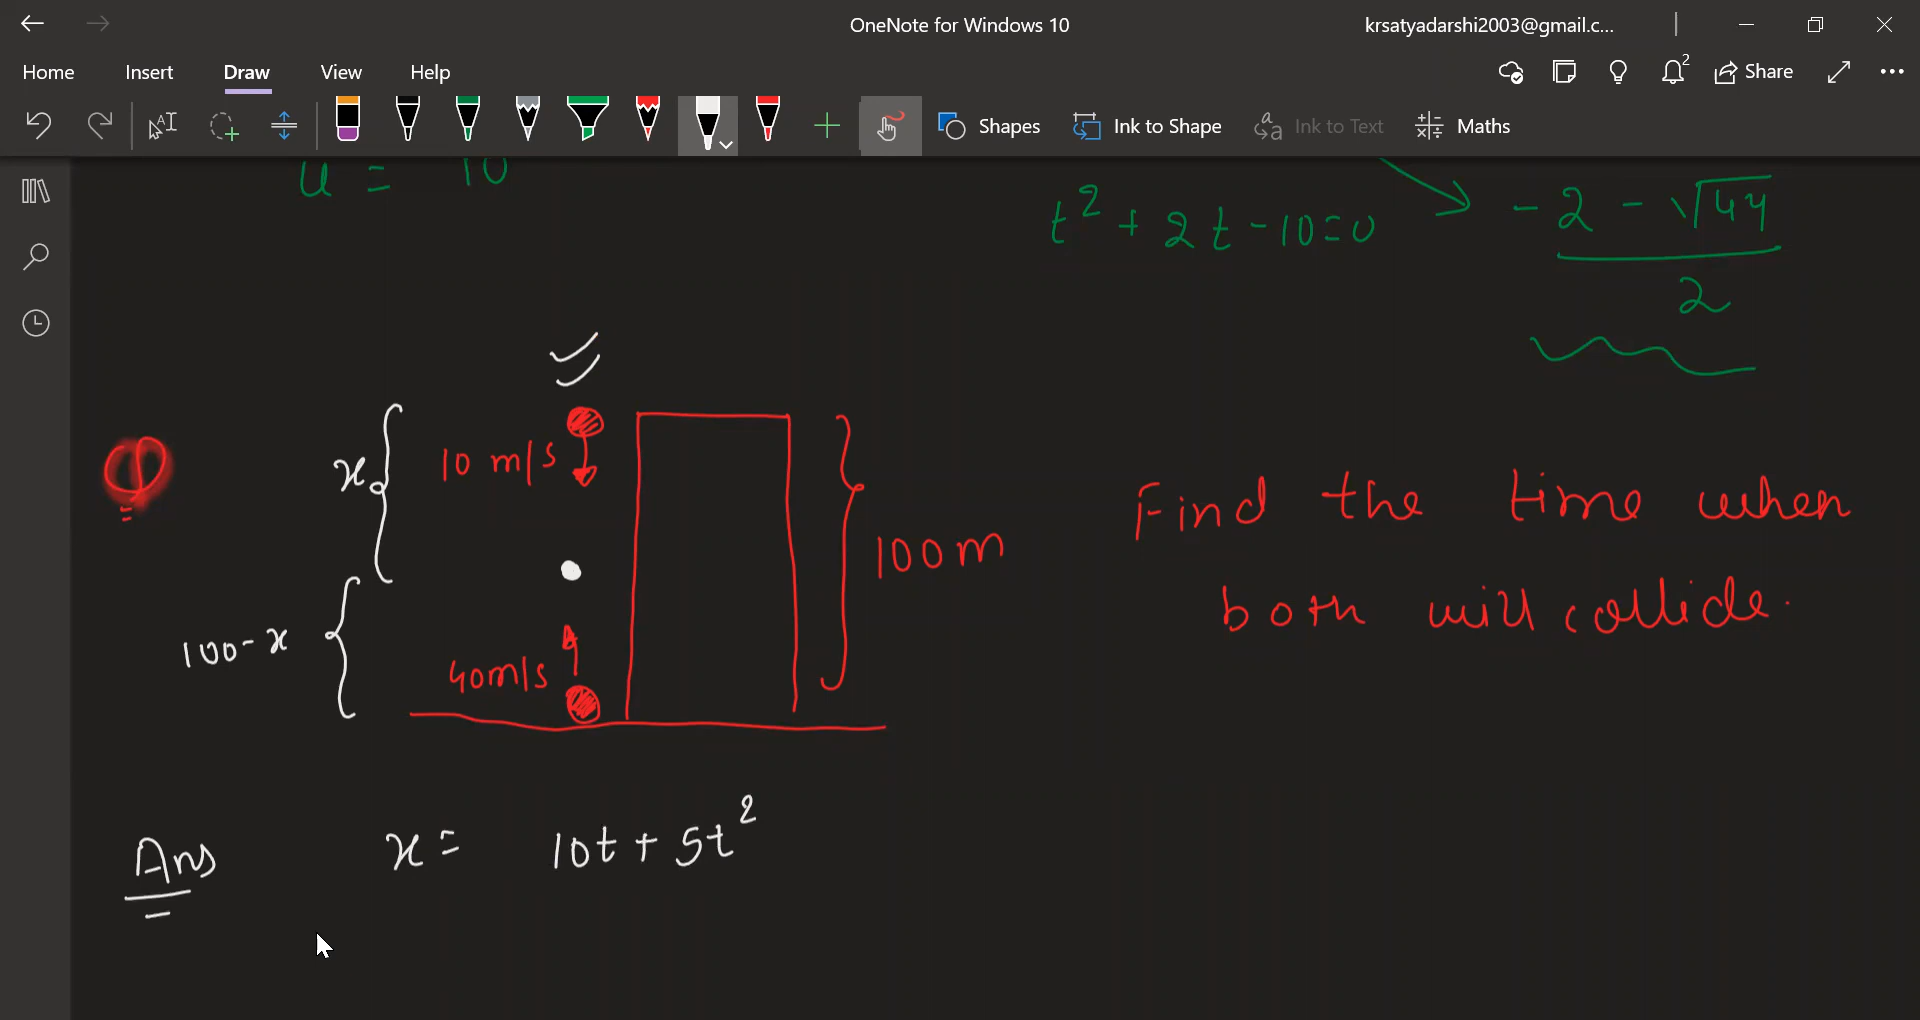 OneNote for Windows 10
krsatyadarshi2003@gmail.c...
Home Insert Draw View Help
2
Share
Shapes
Ink to Shape
Ink to Text
Maths
u = 10
t² + 2t - 10 = 0
-2 - √44
2
Q
x
10 m/s
100 m
Find the time when
both will collide.
100 - x
40m/s
Ans x = 10t + 5t²